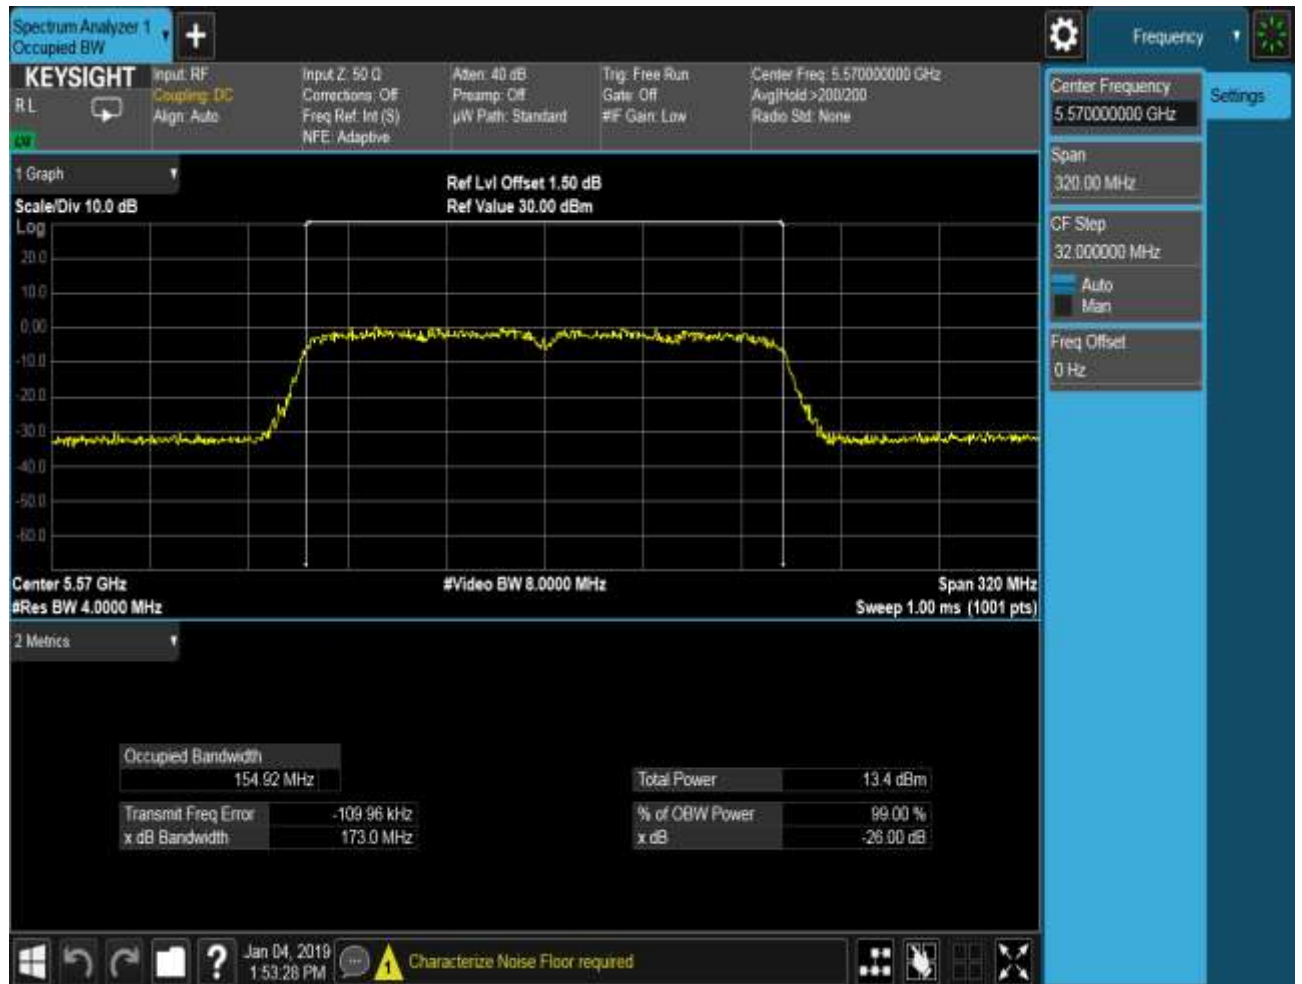 Spectrum Analyzer 1
Occupied BW
Frequency
KEYSIGHT
R L
Input: RF
Coupling: DC
Align: Auto
Input Z: 50 Ω
Corrections: Off
Freq Ref: Int (S)
NFE: Adaptive
Atten: 40 dB
Preamp: Off
µW Path: Standard
Trig: Free Run
Gate: Off
#IF Gain: Low
Center Freq: 5.570000000 GHz
Avg|Hold:>200/200
Radio Std: None
Center Frequency
5.570000000 GHz
Settings
Span
320.00 MHz
CF Step
32.000000 MHz
Auto
Man
Freq Offset
0 Hz
1 Graph
Scale/Div 10.0 dB
Ref Lvl Offset 1.50 dB
Ref Value 30.00 dBm
Log
20.0
10.0
0.00
-10.0
-20.0
-30.0
-40.0
-50.0
-60.0
Center 5.57 GHz
#Video BW 8.0000 MHz
Span 320 MHz
#Res BW 4.0000 MHz
Sweep 1.00 ms (1001 pts)
2 Metrics
Occupied Bandwidth
154.92 MHz
Total Power 13.4 dBm
Transmit Freq Error -109.96 kHz
% of OBW Power 99.00 %
x dB Bandwidth 173.0 MHz
x dB -26.00 dB
Jan 04, 2019
1:53:28 PM
Characterize Noise Floor required